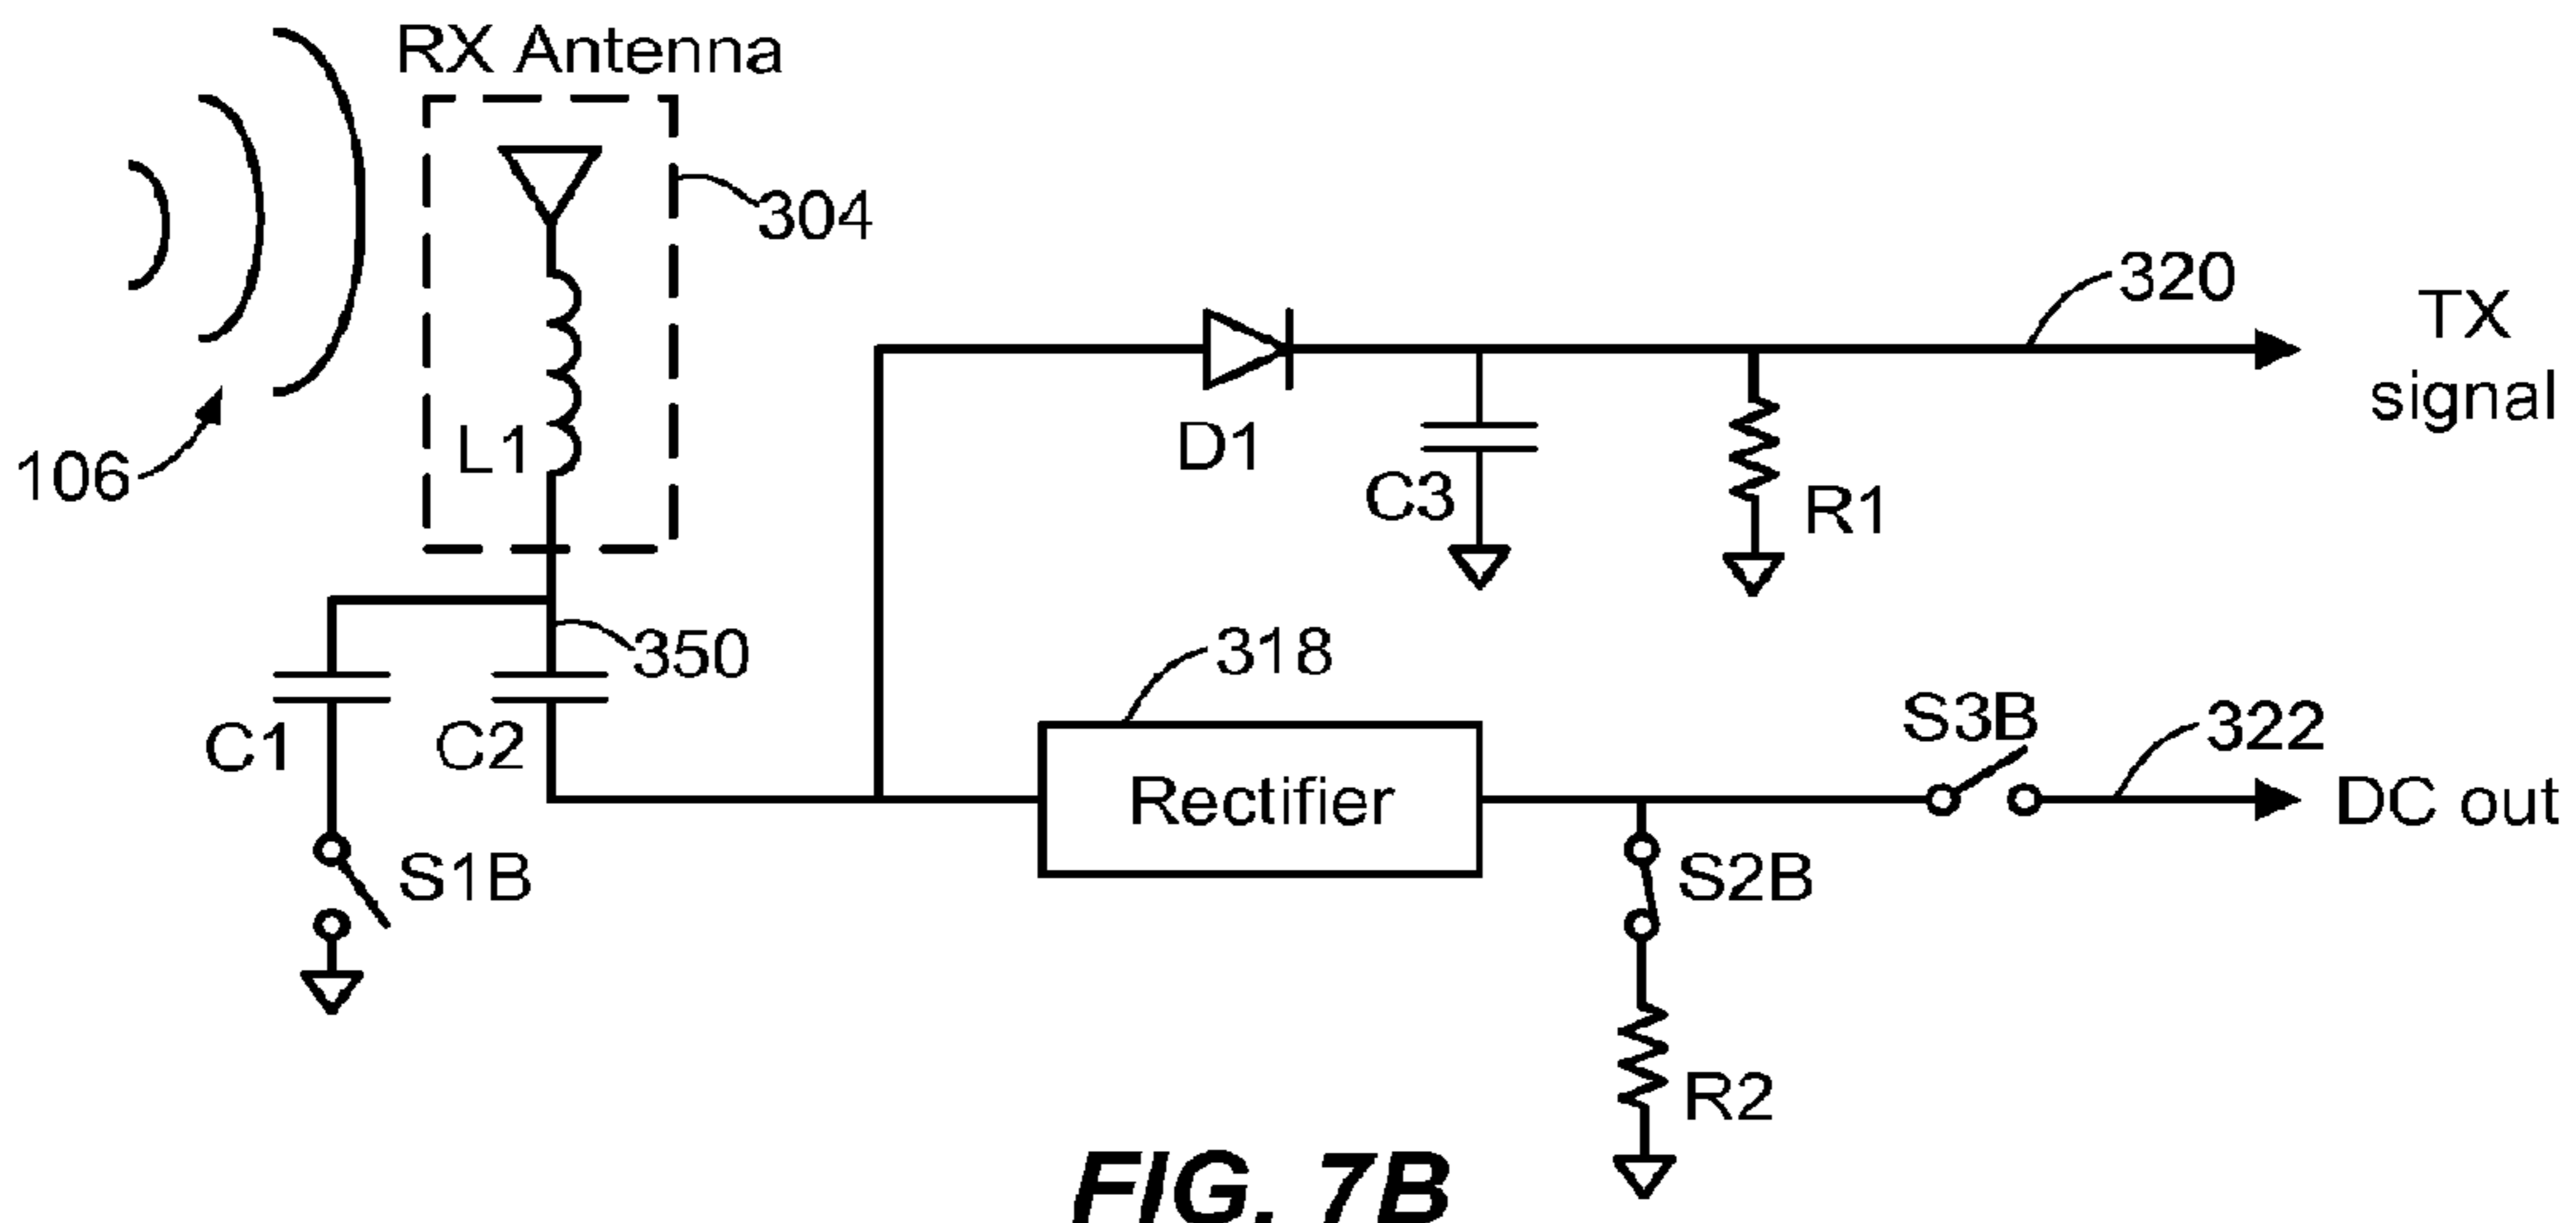 RX Antenna
304
106
L1
320
TX
signal
D1
C3
R1
350
318
C1
C2
Rectifier
S3B
322
DC out
S1B
S2B
R2
FIG. 7B